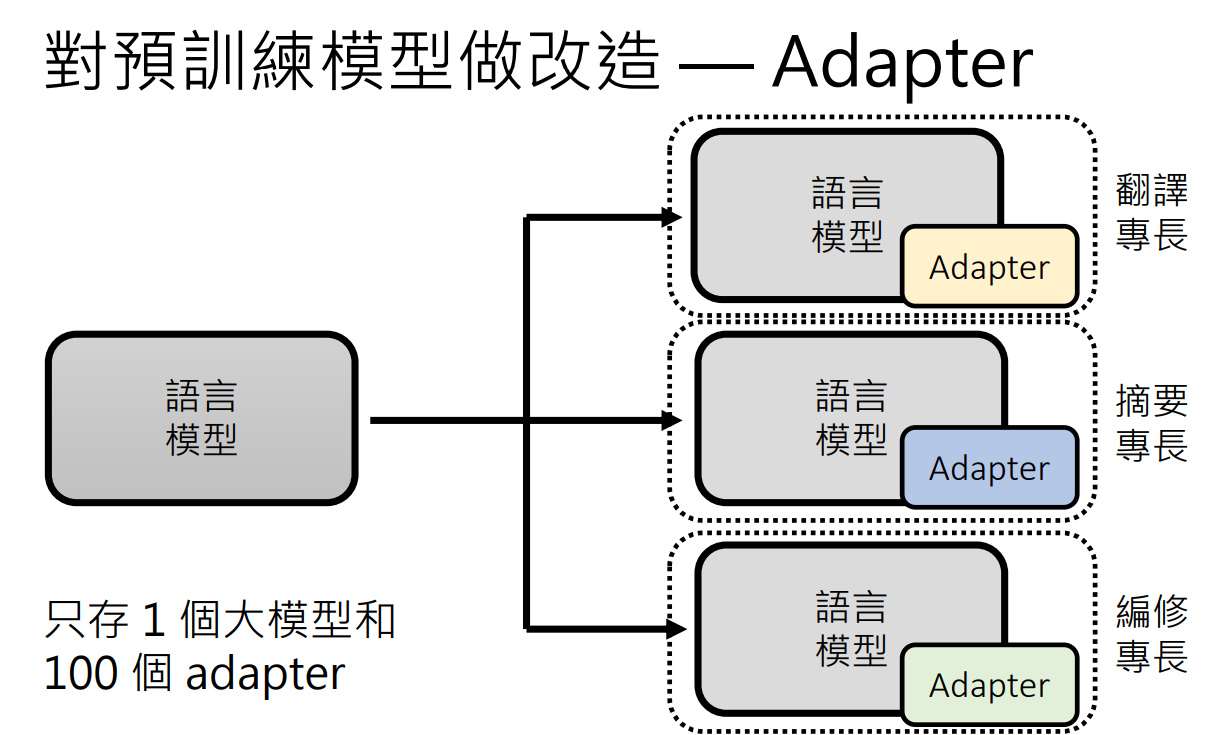 對預訓練模型做改造 — Adapter
語言
模型
Adapter
翻譯
專長
語言
模型
語言
模型
Adapter
摘要
專長
語言
模型
Adapter
編修
專長
只存 1 個大模型和
100 個 adapter